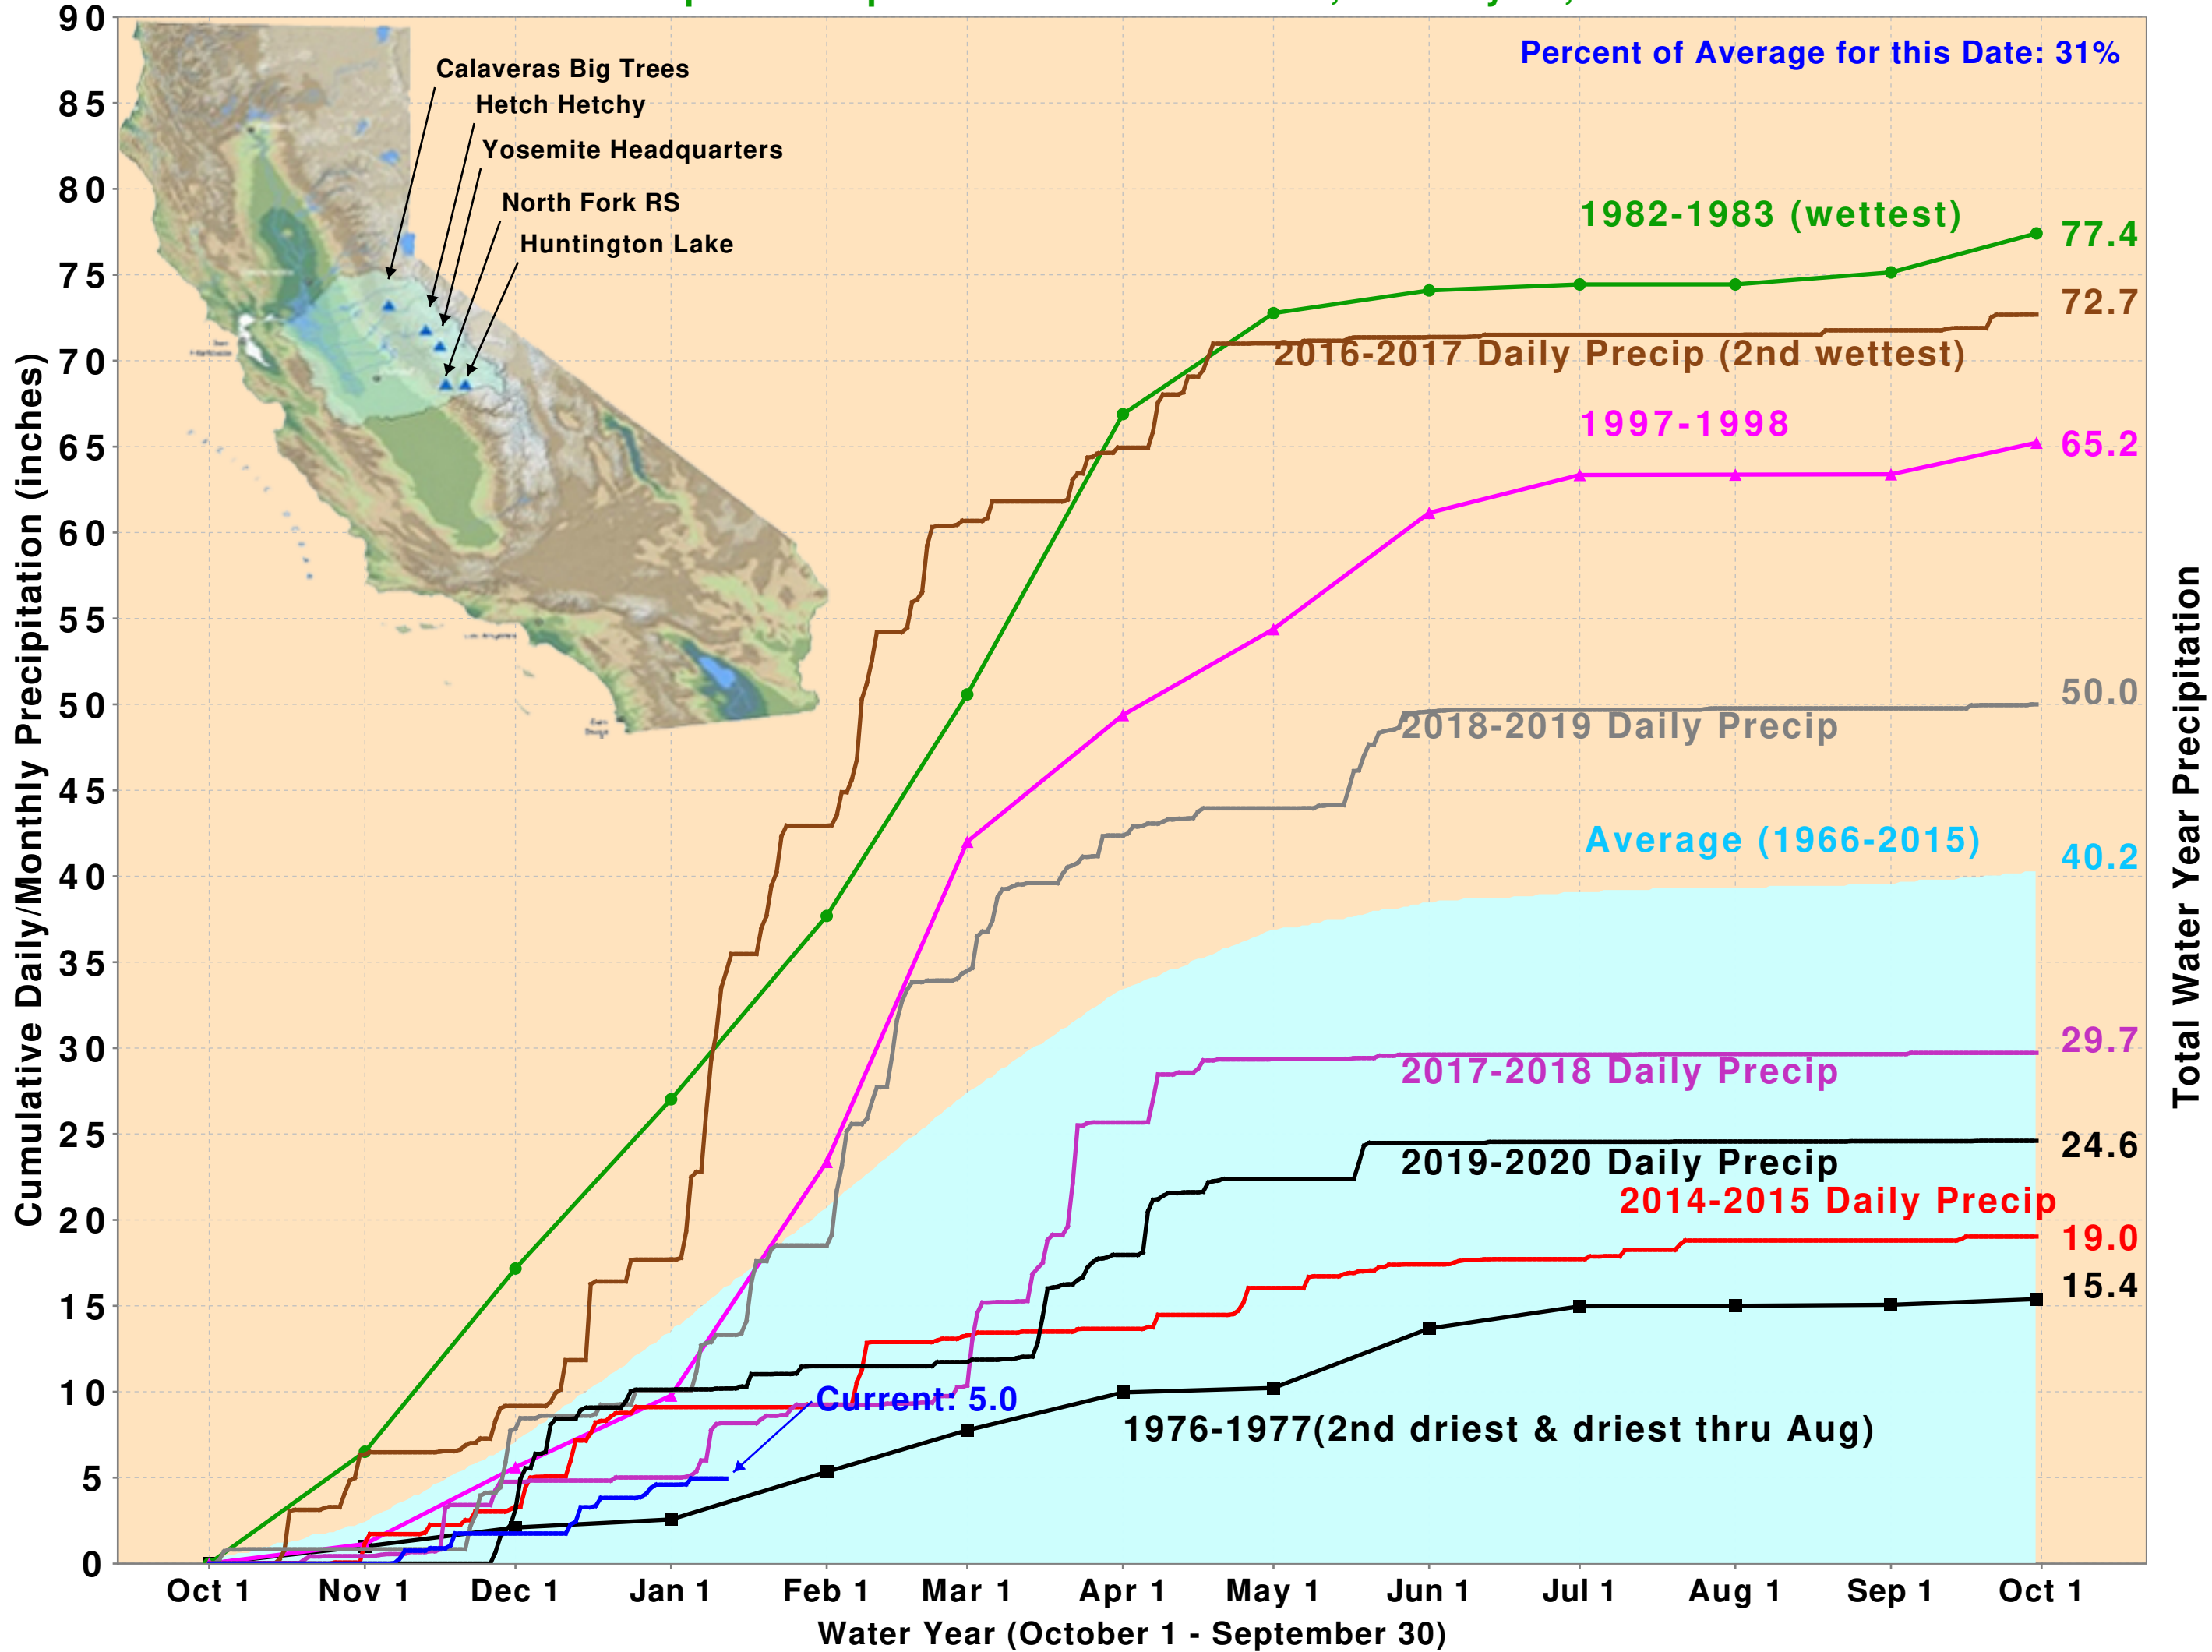 Percent of Average for this Date: 31%
Calaveras Big Trees
Hetch Hetchy
Yosemite Headquarters
North Fork RS
Huntington Lake
1982-1983 (wettest)
77.4
72.7
2016-2017 Daily Precip (2nd wettest)
1997-1998
65.2
50.0
2018-2019 Daily Precip
Average (1966-2015)
40.2
29.7
2017-2018 Daily Precip
24.6
2019-2020 Daily Precip
2014-2015 Daily Precip
19.0
15.4
Current: 5.0
1976-1977(2nd driest & driest thru Aug)
Cumulative Daily/Monthly Precipitation (inches)
90
85
80
75
70
65
60
55
50
45
40
35
30
25
20
15
10
5
0
Total Water Year Precipitation
Oct 1 Nov 1 Dec 1 Jan 1 Feb 1 Mar 1 Apr 1 May 1 Jun 1 Jul 1 Aug 1 Sep 1 Oct 1
Water Year (October 1 - September 30)